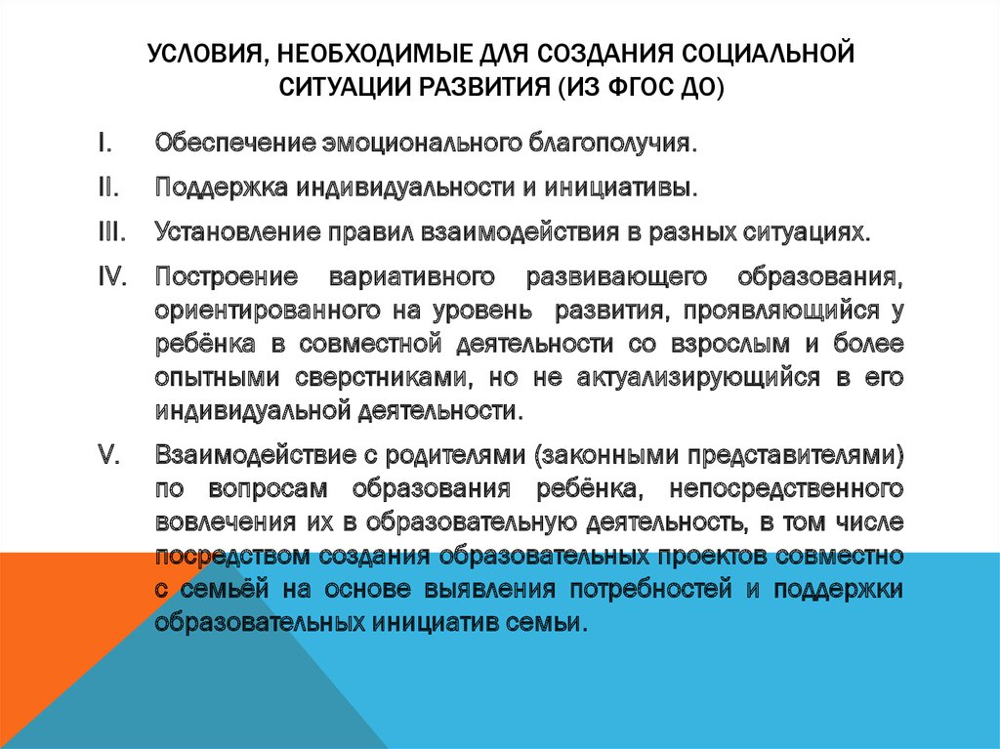 УСЛОВИЯ, НЕОБХОДИМЫЕ ДЛЯ СОЗДАНИЯ СОЦИАЛЬНОЙ
СИТУАЦИИ РАЗВИТИЯ (ИЗ ФГОС ДО)
I. Обеспечение эмоционального благополучия.
II. Поддержка индивидуальности и инициативы.
III. Установление правил взаимодействия в разных ситуациях.
IV. Построение вариативного развивающего образования,
ориентированного на уровень развития, проявляющийся у
ребёнка в совместной деятельности со взрослым и более
опытными сверстниками, но не актуализирующийся в его
индивидуальной деятельности.
V. Взаимодействие с родителями (законными представителями)
по вопросам образования ребёнка, непосредственного
вовлечения их в образовательную деятельность, в том числе
посредством создания образовательных проектов совместно
с семьёй на основе выявления потребностей и поддержки
образовательных инициатив семьи.